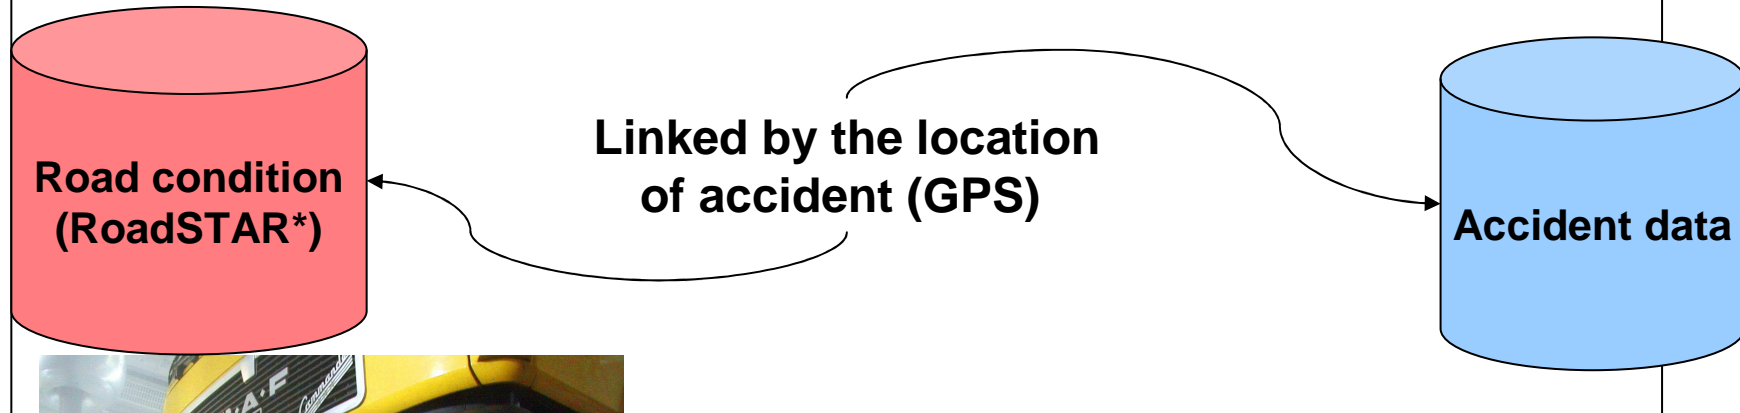 Road condition
(RoadSTAR*)
Linked by the location
of accident (GPS)
Accident data
A·F